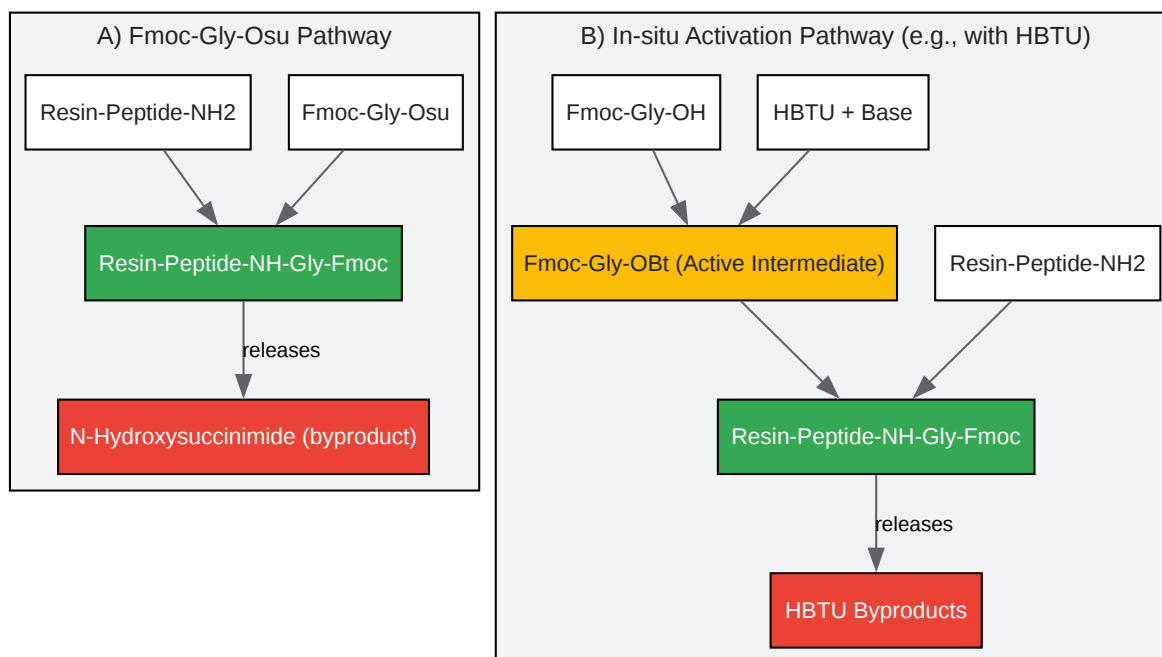 A) Fmoc-Gly-Osu Pathway
Resin-Peptide-NH2
Fmoc-Gly-Osu
Resin-Peptide-NH-Gly-Fmoc
releases
N-Hydroxysuccinimide (byproduct)
B) In-situ Activation Pathway (e.g., with HBTU)
Fmoc-Gly-OH
HBTU + Base
Fmoc-Gly-OBt (Active Intermediate)
Resin-Peptide-NH2
Resin-Peptide-NH-Gly-Fmoc
releases
HBTU Byproducts